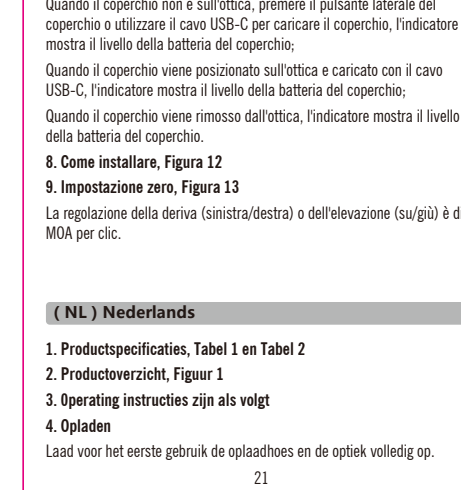 Quando il coperchio non è sull'ottica, premere il pulsante laterale del
coperchio o utilizzare il cavo USB-C per caricare il coperchio, l'indicatore
mostra il livello della batteria del coperchio;
Quando il coperchio viene posizionato sull'ottica e caricato con il cavo
USB-C, l'indicatore mostra il livello della batteria del coperchio;
Quando il coperchio viene rimosso dall'ottica, l'indicatore mostra il livello
della batteria del coperchio.
8. Come installare, Figura 12
9. Impostazione zero, Figura 13
La regolazione della deriva (sinistra/destra) o dell'elevazione (su/giù) è
MOA per clic.
( NL ) Nederlands
1. Productspecificaties, Tabel 1 en Tabel 2
2. Productoverzicht, Figuur 1
3. Operating instructies zijn als volgt
4. Opladen
Laad voor het eerste gebruik de oplaadhoes en de optiek volledig op.
21